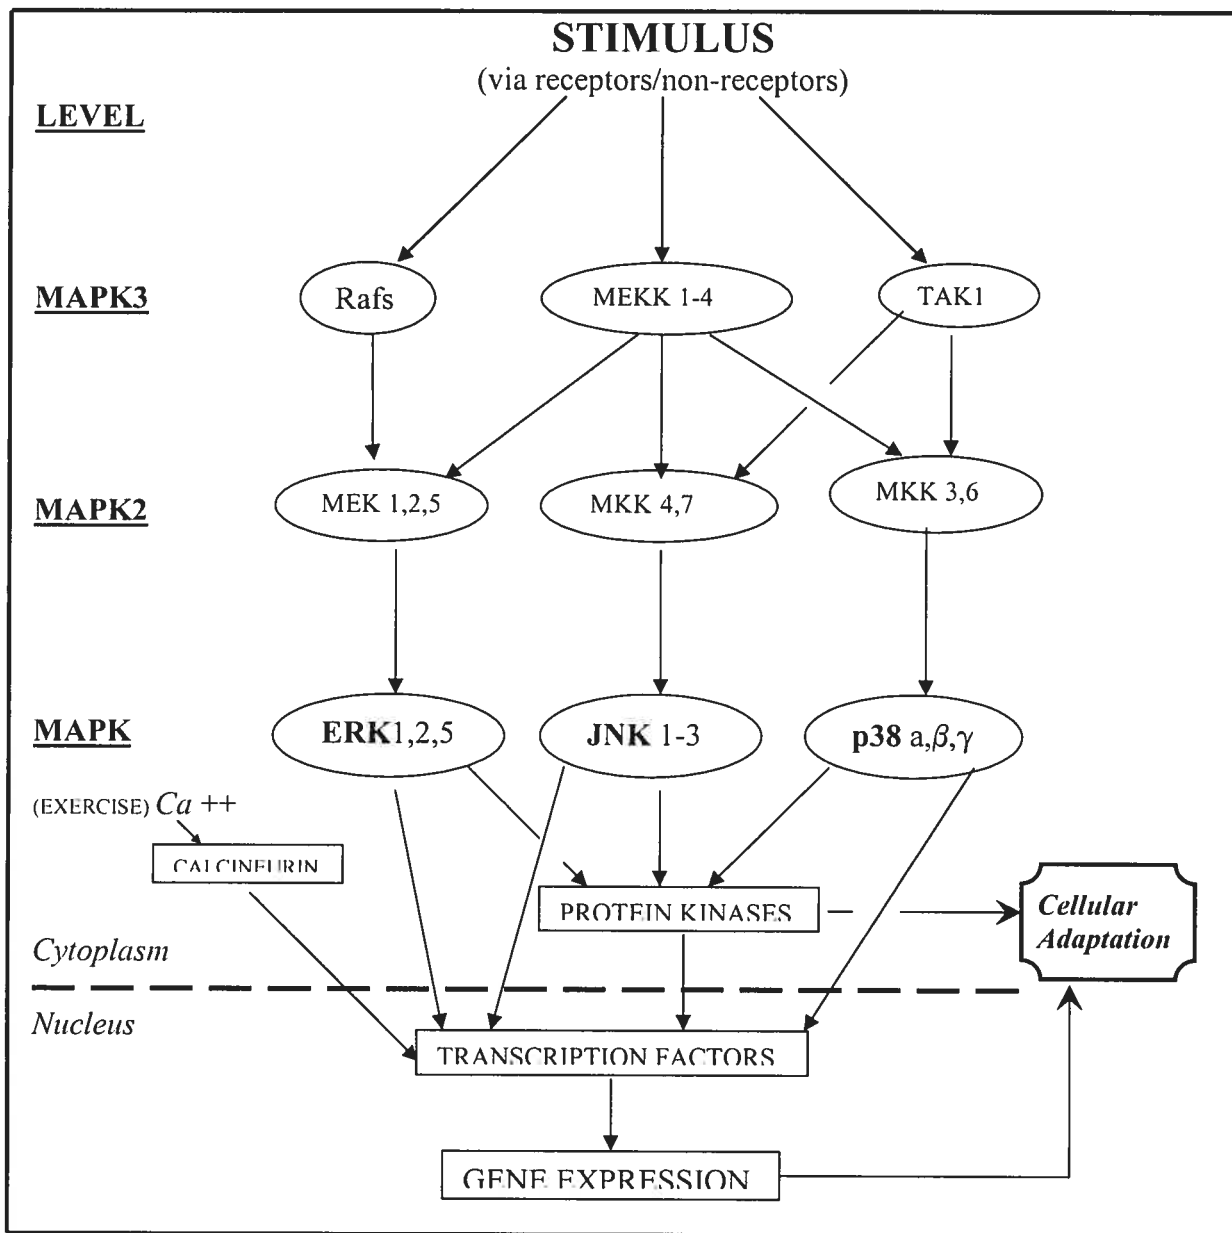 STIMULUS
(via receptors/non-receptors)
LEVEL
MAPK3
Rafs
MEKK 1-4
TAK1
MAPK2
MEK 1,2,5
MKK 4,7
MKK 3,6
MAPK
ERK1,2,5
JNK 1-3
p38 a,β,γ
(EXERCISE) Ca ++
CALCINEURIN
PROTEIN KINASES
Cellular
Adaptation
Cytoplasm
Nucleus
TRANSCRIPTION FACTORS
GENE EXPRESSION